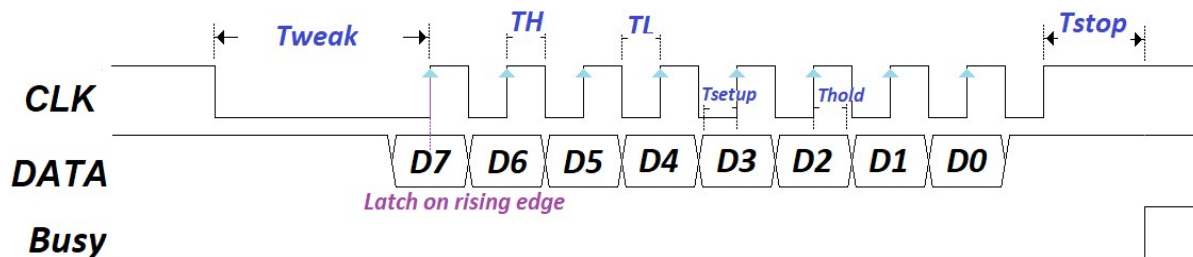 Tweak TH TL Tstop
CLK
Tsetup Thold
DATA D7 D6 D5 D4 D3 D2 D1 D0
Latch on rising edge
Busy